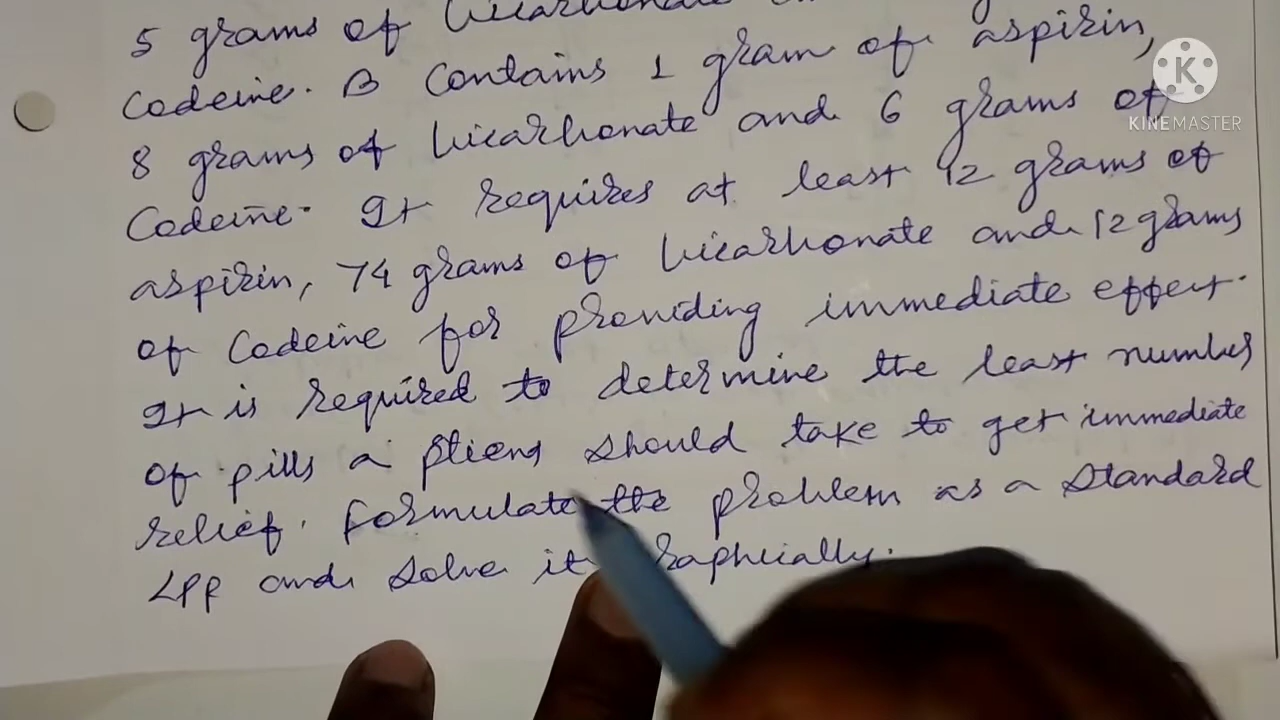 5 grams of bicarbonate
Codeine. B Contains 1 gram of aspirin,
8 grams of bicarbonate and 6 grams of
Codeine. It requires at least 12 grams of
aspirin, 74 grams of bicarbonate and 12 grams
of Codeine for providing immediate effect.
It is required to determine the least number
of pills a ptiens should take to get immediate
relief. Formulate the problem as a standard
LPP and solve it graphically.
K
KINEMASTER